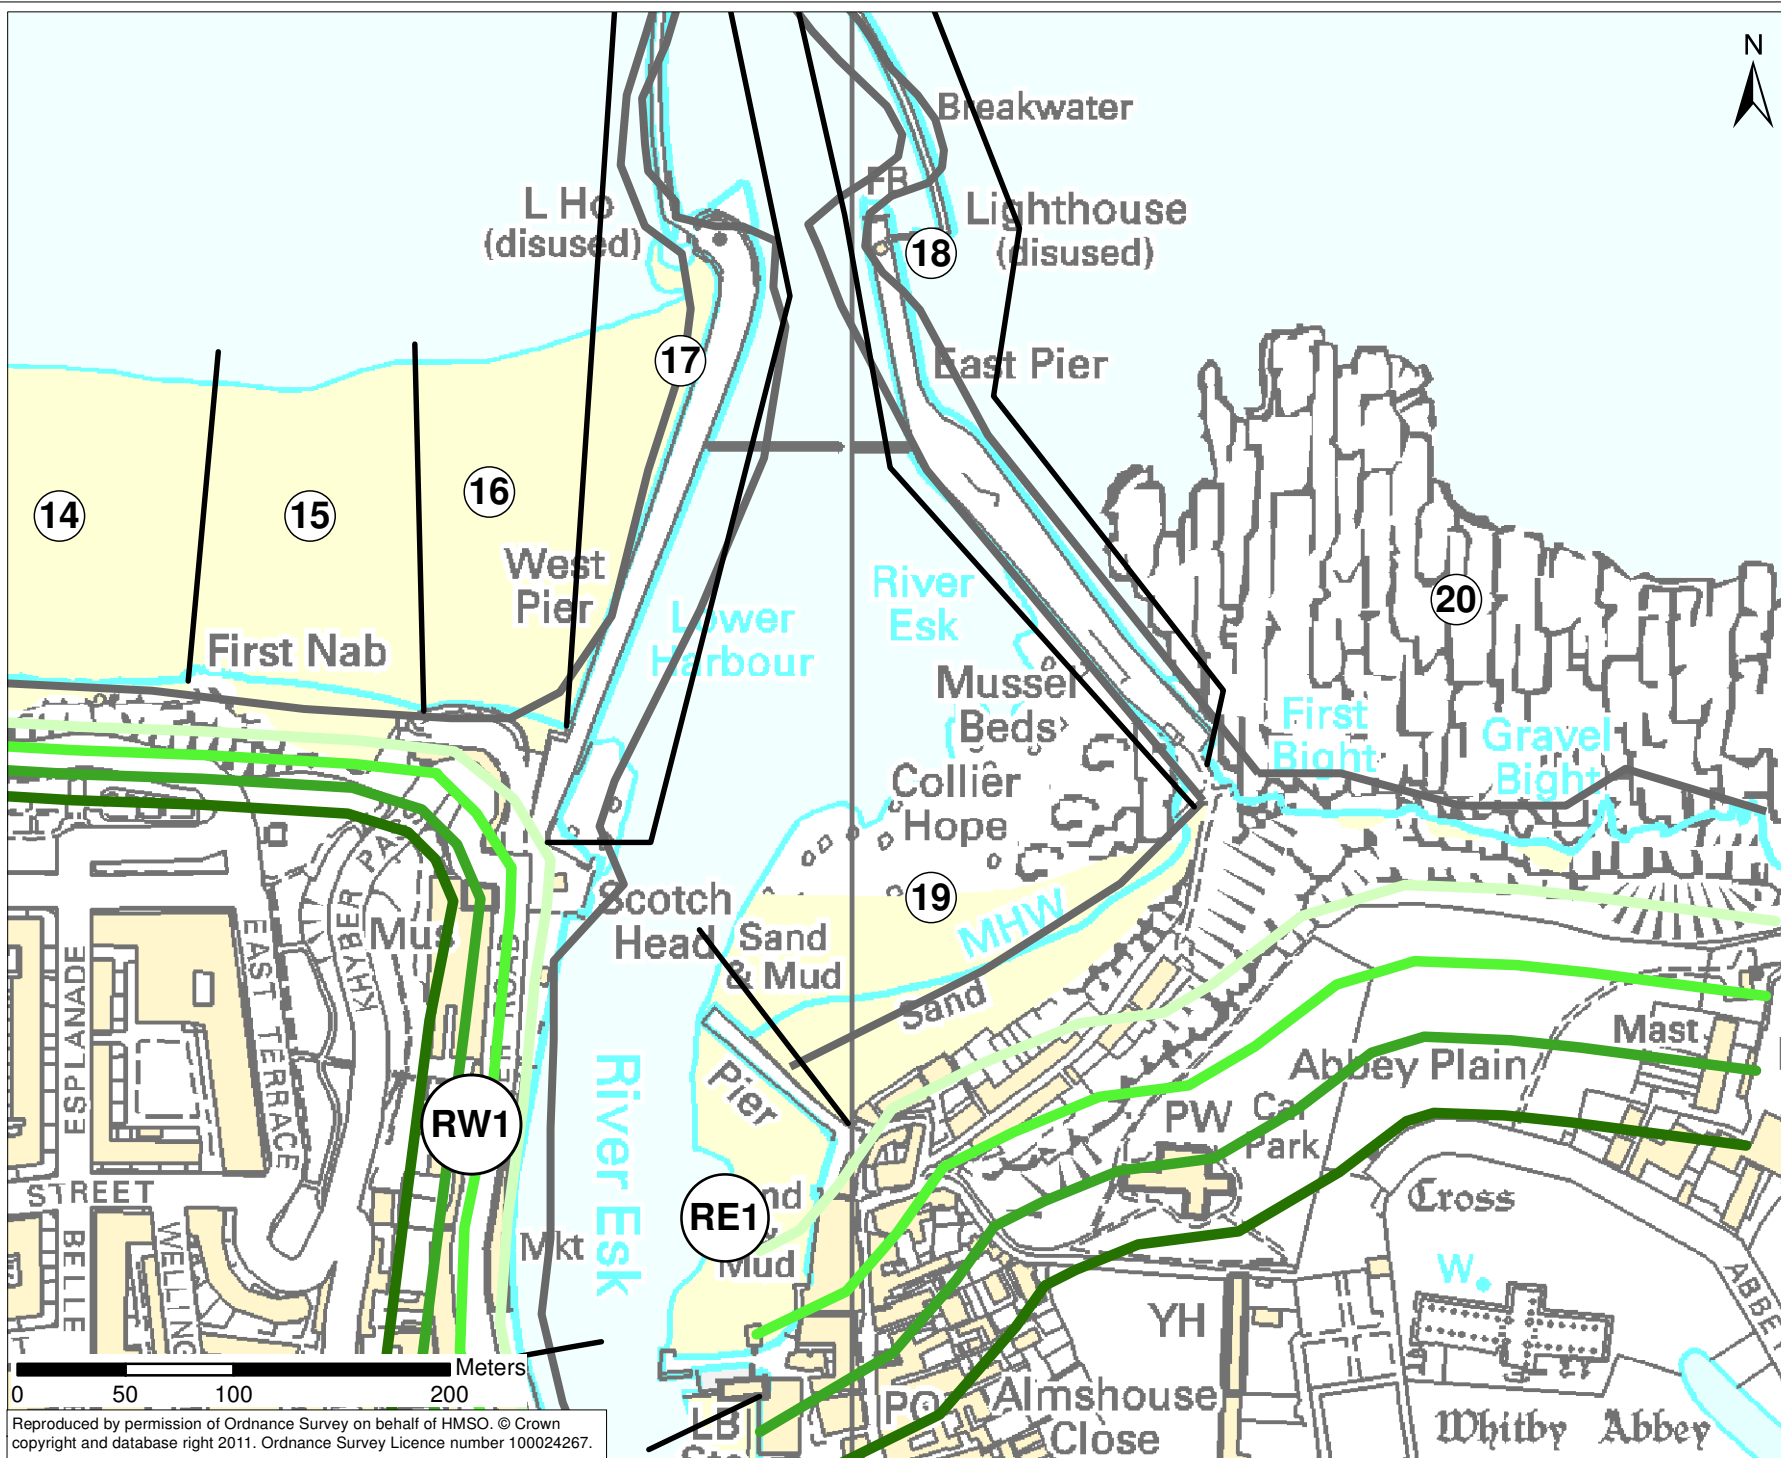 N
Breakwater
FB
L Ho
(disused)
Lighthouse
(disused)
18
17
East Pier
16
14
15
West
Pier
River
Esk
20
Lower
Harbour
First Nab
Mussel
Beds
First
Bight
Gravel
Bight
Collier
Hope
19
Scotch
Head
MHW
Sand
& Mud
Sand
Mus
KHYBER PASS
EAST TERRACE
ESPLANADE
Mast
Abbey Plain
Pier
PW
Car
Park
RW1
River Esk
STREET
Cross
RE1
Mud
Mkt
BELLE
W
YH
Meters
0 50 100 200
PO
Almshouse
Close
LB
Whitby Abbey
Reproduced by permission of Ordnance Survey on behalf of HMSO. © Crown
copyright and database right 2011. Ordnance Survey Licence number 100024267.